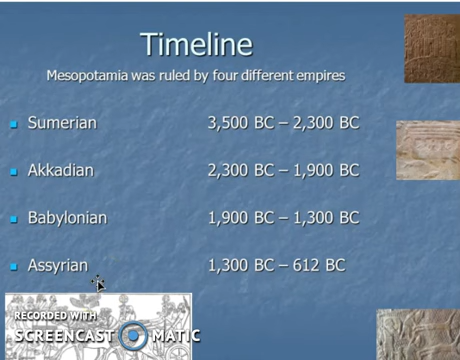 Timeline
Mesopotamia was ruled by four different empires
Sumerian 3,500 BC – 2,300 BC
Akkadian 2,300 BC – 1,900 BC
Babylonian 1,900 BC – 1,300 BC
Assyrian 1,300 BC – 612 BC
RECORDED WITH
SCREENCAST MATIC